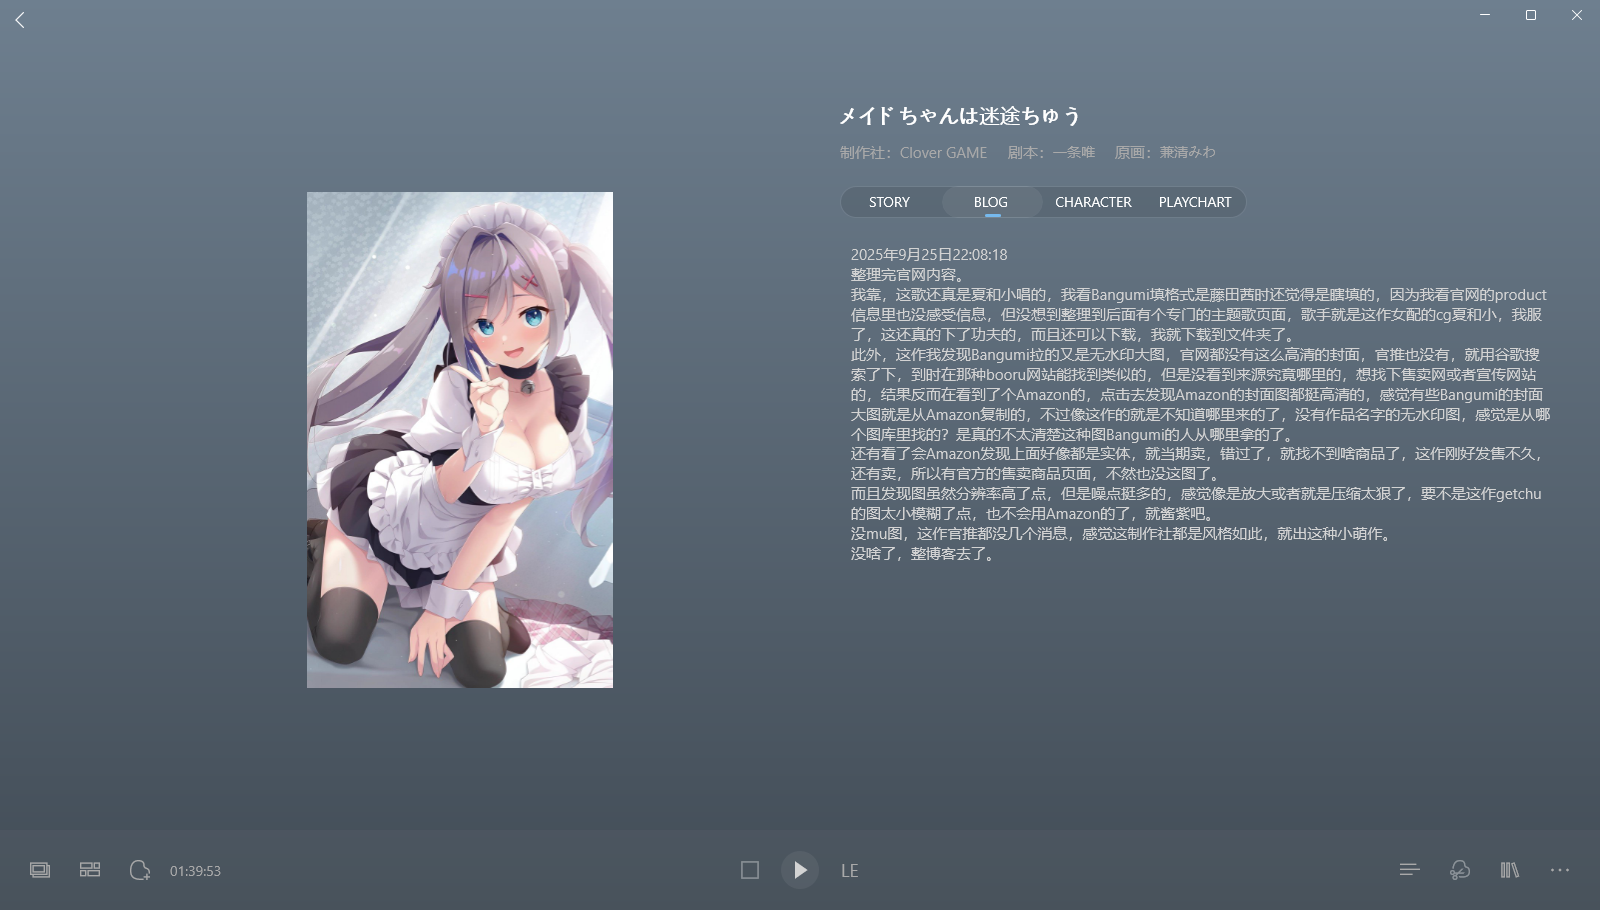 メイドちゃんは迷途ちゅう
制作社：Clover GAME 剧本：一条唯 原画：兼清みわ
STORY BLOG CHARACTER PLAYCHART
2025年9月25日22:08:18
整理完官网内容。
我靠，这歌还真是夏和小唱的，我看Bangumi填格式是藤田茜时还觉得是瞎填的，因为我看官网的product
信息里也没感受信息，但没想到整理到后面有个专门的主题歌页面，歌手就是这作女配的cg夏和小，我服
了，这还真的下了功夫的，而且还可以下载，我就下载到文件夹了。
此外，这作我发现Bangumi拉的又是无水印大图，官网都没有这么高清的封面，官推也没有，就用谷歌搜
索了下，到时在那种booru网站能找到类似的，但是没看到来源究竟哪里的，想找下售卖网或者宣传网站
的，结果反而在看到了个Amazon的，点击去发现Amazon的封面图都挺高清的，感觉有些Bangumi的封面
大图就是从Amazon复制的，不过像这作的就是不知道哪里来的了，没有作品名字的无水印图，感觉是从哪
个图库里找的？是真的不太清楚这种图Bangumi的人从哪里拿的了。
还有看了会Amazon发现上面好像都是实体，就当期卖，错过了，就找不到啥商品了，这作刚好发售不久，
还有卖，所以有官方的售卖商品页面，不然也没这图了。
而且发现图虽然分辨率高了点，但是噪点挺多的，感觉像是放大或者就是压缩太狠了，要不是这作getchu
的图太小模糊了点，也不会用Amazon的了，就酱紫吧。
没mu图，这作官推都没几个消息，感觉这制作社都是风格如此，就出这种小萌作。
没啥了，整博客去了。
01:39:53
LE